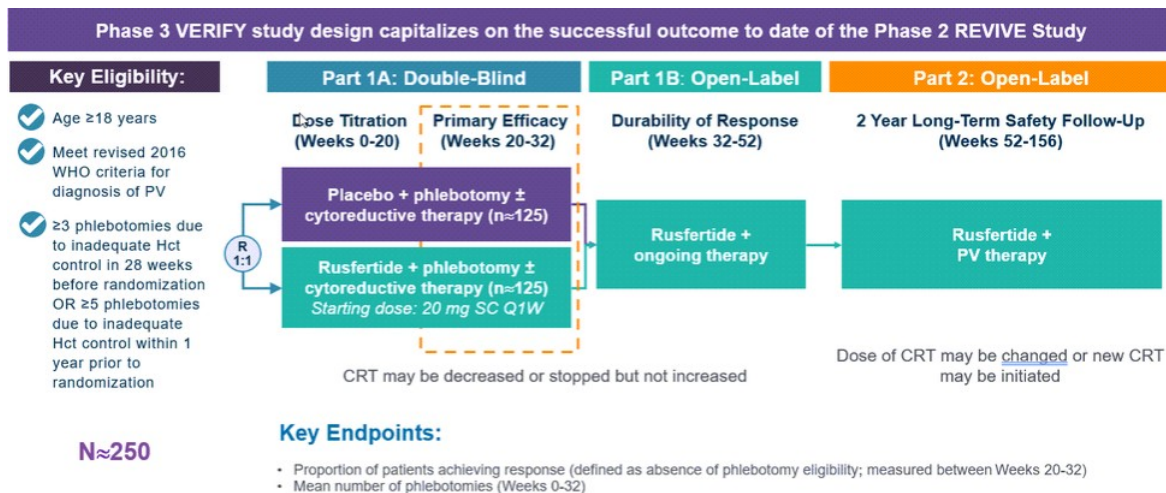 Phase 3 VERIFY study design capitalizes on the successful outcome to date of the Phase 2 REVIVE Study
Key Eligibility:
Age ≥18 years
Meet revised 2016
WHO criteria for
diagnosis of PV
≥3 phlebotomies due
to inadequate Hct
control in 28 weeks
before randomization
OR ≥5 phlebotomies
due to inadequate
Hct control within 1
year prior to
randomization
N≈250
Part 1A: Double-Blind
Dose Titration
(Weeks 0-20)
Primary Efficacy
(Weeks 20-32)
R
1:1
Placebo + phlebotomy ±
cytoreductive therapy (n≈125)
Rusfertide + phlebotomy ±
cytoreductive therapy (n≈125)
Starting dose: 20 mg SC Q1W
Part 1B: Open-Label
Durability of Response
(Weeks 32-52)
Rusfertide +
ongoing therapy
CRT may be decreased or stopped but not increased
Part 2: Open-Label
2 Year Long-Term Safety Follow-Up
(Weeks 52-156)
Rusfertide +
PV therapy
Dose of CRT may be changed or new CRT
may be initiated
Key Endpoints:
• Proportion of patients achieving response (defined as absence of phlebotomy eligibility; measured between Weeks 20-32)
• Mean number of phlebotomies (Weeks 0-32)